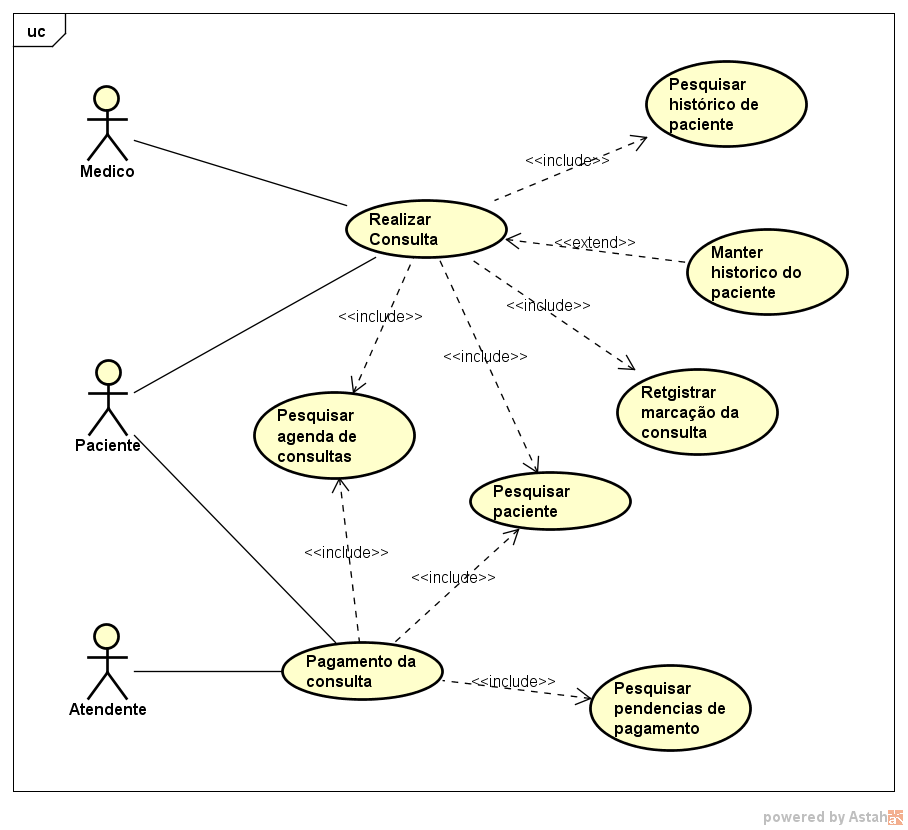 uc
Medico
Pesquisar
histórico de
paciente
<<include>>
Realizar
Consulta
<<extend>>
Manter
historico do
paciente
<<include>>
<<include>>
<<include>>
Paciente
Pesquisar
agenda de
consultas
Retgistrar
marcação da
consulta
Pesquisar
paciente
<<include>>
<<include>>
Atendente
Pagamento da
consulta
<<include>>
Pesquisar
pendencias de
pagamento
powered by Astah